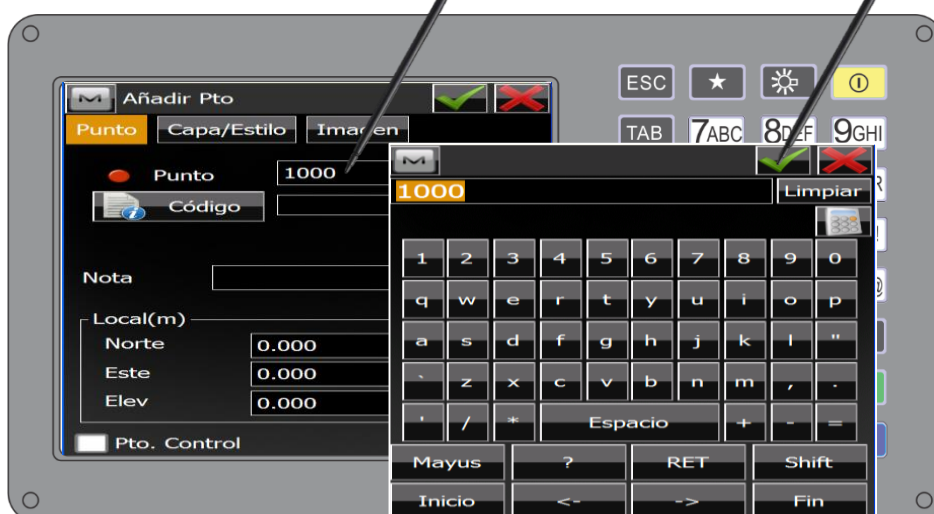 Añadir Pto
Punto Capa/Estilo Imagen
Punto 1000
Código
Nota
Local(m)
Norte 0.000
Este 0.000
Elev 0.000
Pto. Control
ESC
TAB 7ABC 8DEF 9GHI
1000 Limpiar
1 2 3 4 5 6 7 8 9 0
q w e r t y u i o p
a s d f g h j k l "
` z x c v b n m , .
' / * Espacio + - =
Mayus ? RET Shift
Inicio <- -> Fin